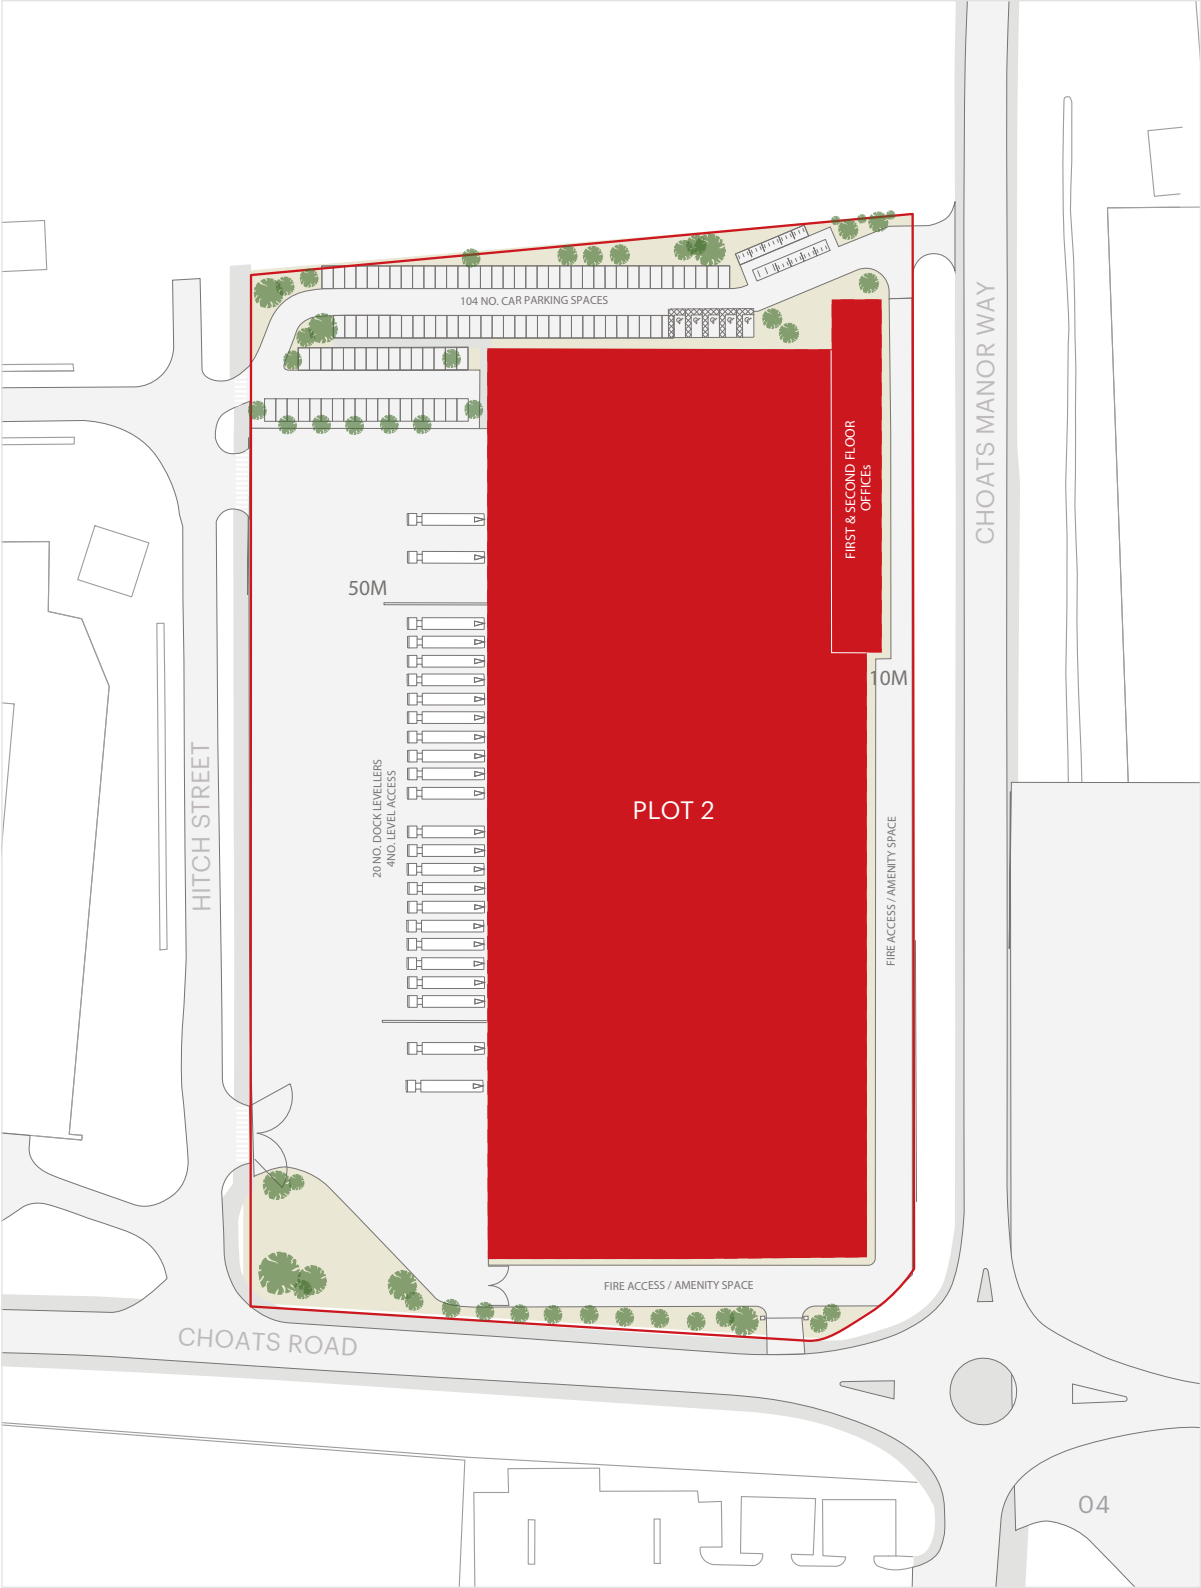 104 NO. CAR PARKING SPACES
CHOATS MANOR WAY
FIRST & SECOND FLOOR
OFFICEs
50M
10M
HITCH STREET
20 NO. DOCK LEVELLERS
4NO. LEVEL ACCESS
PLOT 2
FIRE ACCESS / AMENITY SPACE
FIRE ACCESS / AMENITY SPACE
CHOATS ROAD
04